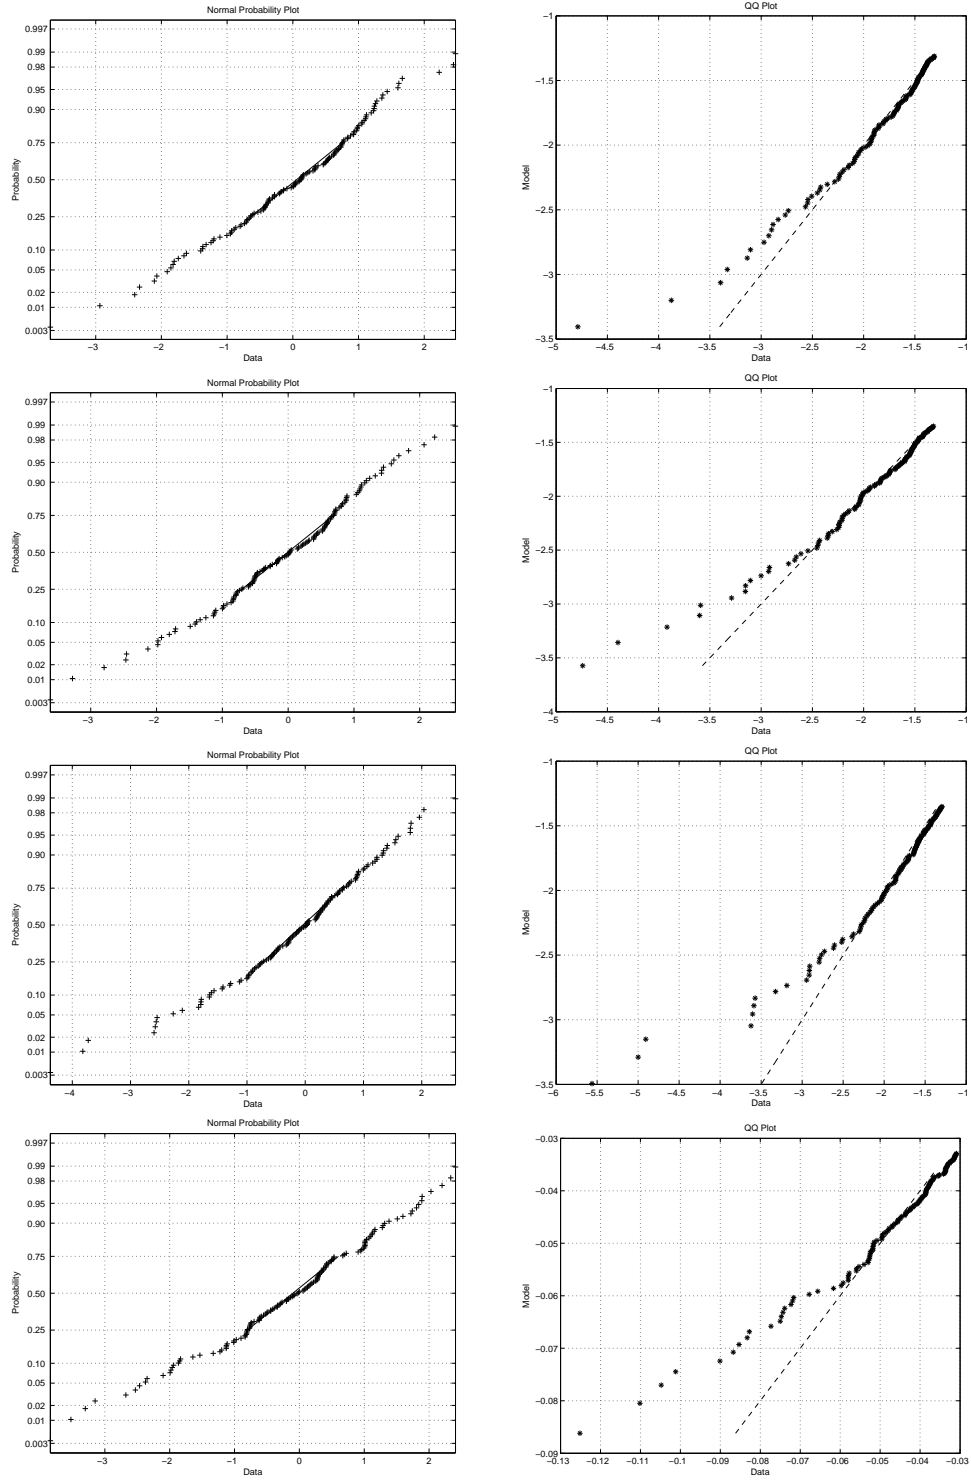 Normal Probability Plot
0.997
0.99
0.98
0.95
0.90
0.75
0.50
0.25
0.10
0.05
0.02
0.01
0.003
Probability
−3 −2 −1 0 1 2
Data
QQ Plot
−1
−1.5
−2
−2.5
−3
−3.5
Model
−5 −4.5 −4 −3.5 −3 −2.5 −2 −1.5 −1
Data
Normal Probability Plot
0.997
0.99
0.98
0.95
0.90
0.75
0.50
0.25
0.10
0.05
0.02
0.01
0.003
Probability
−3 −2 −1 0 1 2
Data
QQ Plot
−1
−1.5
−2
−2.5
−3
−3.5
−4
Model
−5 −4.5 −4 −3.5 −3 −2.5 −2 −1.5 −1
Data
Normal Probability Plot
0.997
0.99
0.98
0.95
0.90
0.75
0.50
0.25
0.10
0.05
0.02
0.01
0.003
Probability
−4 −3 −2 −1 0 1 2
Data
QQ Plot
−1
−1.5
−2
−2.5
−3
−3.5
Model
−6 −5.5 −5 −4.5 −4 −3.5 −3 −2.5 −2 −1.5 −1
Data
Normal Probability Plot
0.997
0.99
0.98
0.95
0.90
0.75
0.50
0.25
0.10
0.05
0.02
0.01
0.003
Probability
−3 −2 −1 0 1 2
Data
QQ Plot
−0.03
−0.04
−0.05
−0.06
−0.07
−0.08
−0.09
Model
−0.13 −0.12 −0.11 −0.1 −0.09 −0.08 −0.07 −0.06 −0.05 −0.04 −0.03
Data